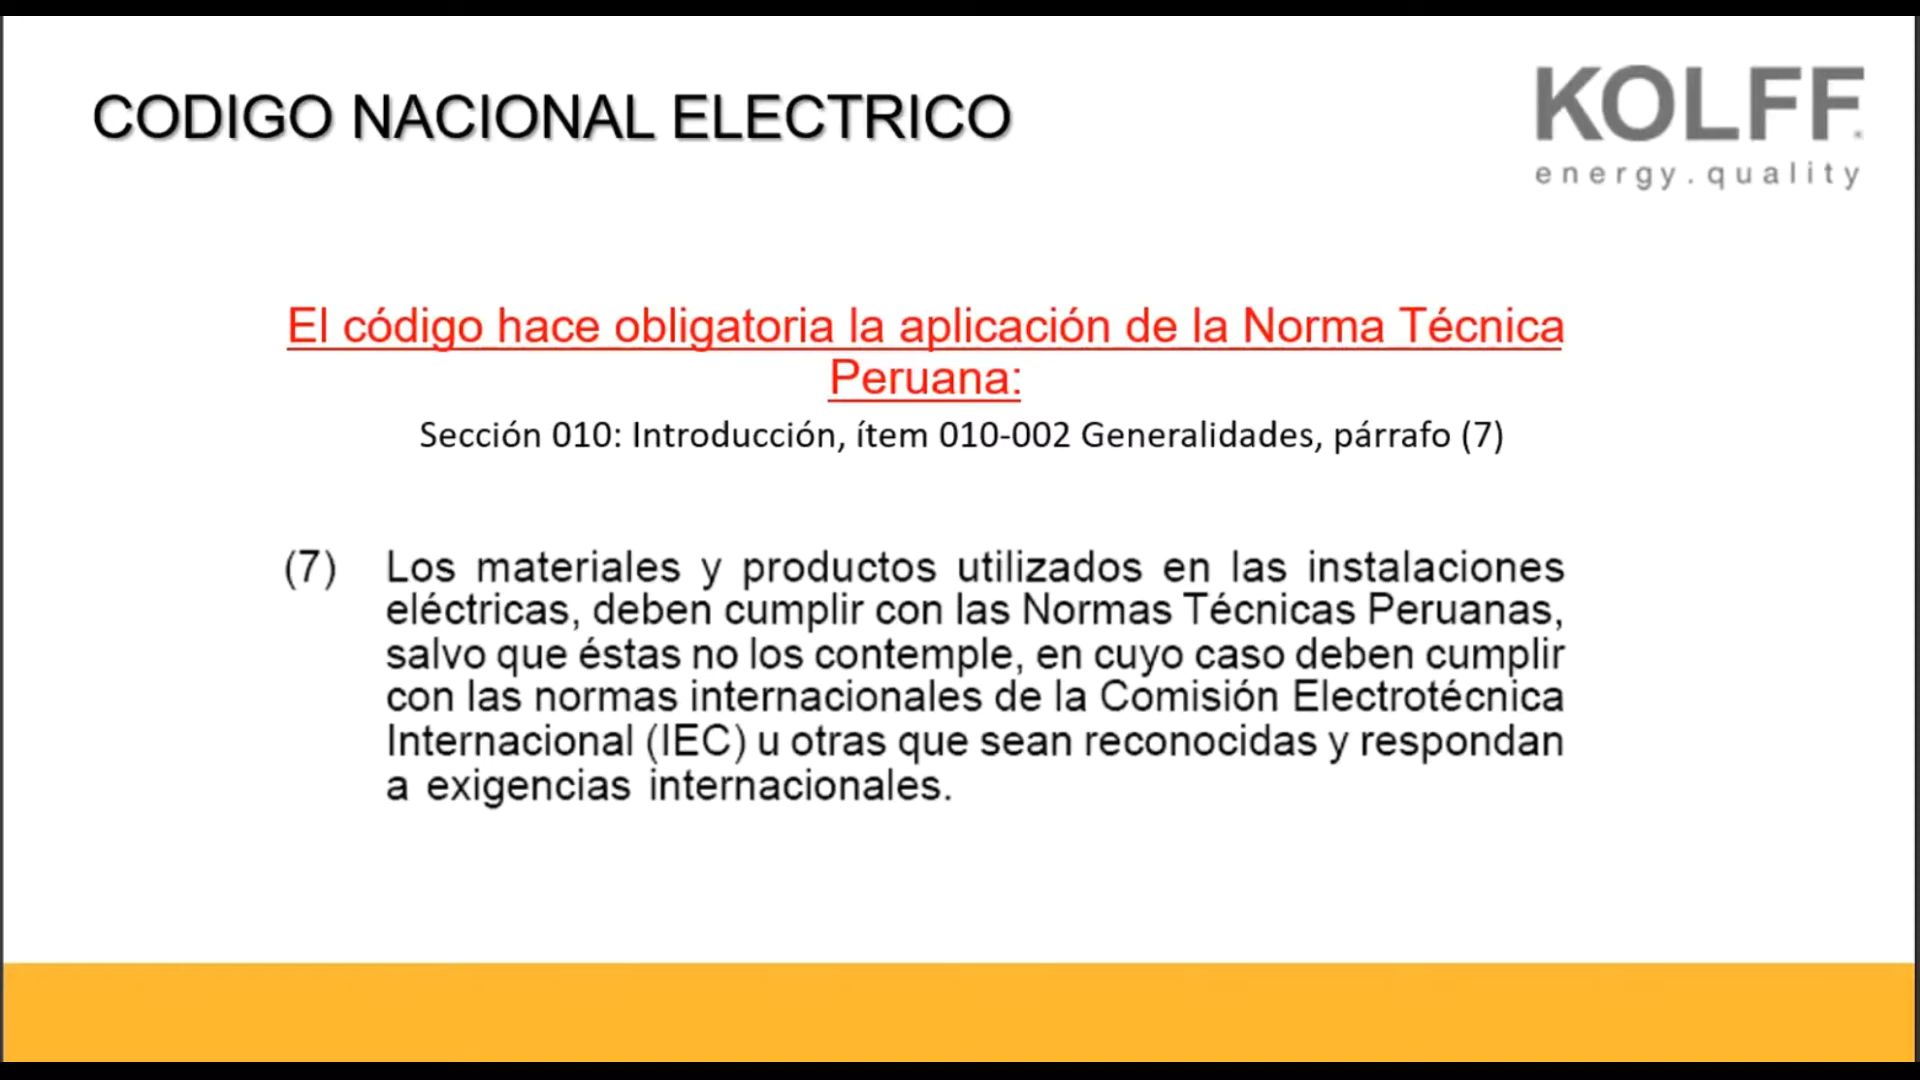 CODIGO NACIONAL ELECTRICO
KOLFF
energy.quality
El código hace obligatoria la aplicación de la Norma Técnica
Peruana:
Sección 010: Introducción, ítem 010-002 Generalidades, párrafo (7)
(7) Los materiales y productos utilizados en las instalaciones
eléctricas, deben cumplir con las Normas Técnicas Peruanas,
salvo que éstas no los contemple, en cuyo caso deben cumplir
con las normas internacionales de la Comisión Electrotécnica
Internacional (IEC) u otras que sean reconocidas y respondan
a exigencias internacionales.